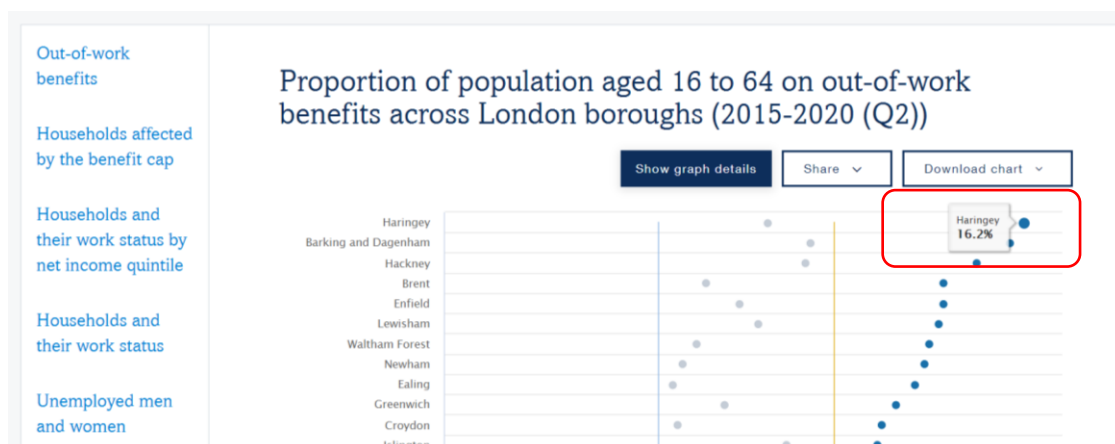 Out-of-work
benefits
Households affected
by the benefit cap
Households and
their work status by
net income quintile
Households and
their work status
Unemployed men
and women
Proportion of population aged 16 to 64 on out-of-work
benefits across London boroughs (2015-2020 (Q2))
Show graph details
Share
Download chart
Haringey
Barking and Dagenham
Hackney
Brent
Enfield
Lewisham
Waltham Forest
Newham
Ealing
Greenwich
Croydon
Islington
Haringey
16.2%